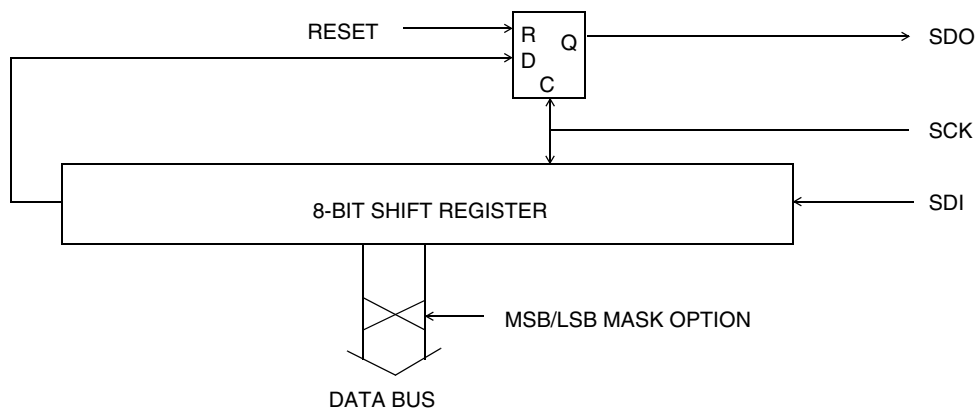 RESET
R
Q
D
C
SDO
SCK
8-BIT SHIFT REGISTER
SDI
MSB/LSB MASK OPTION
DATA BUS